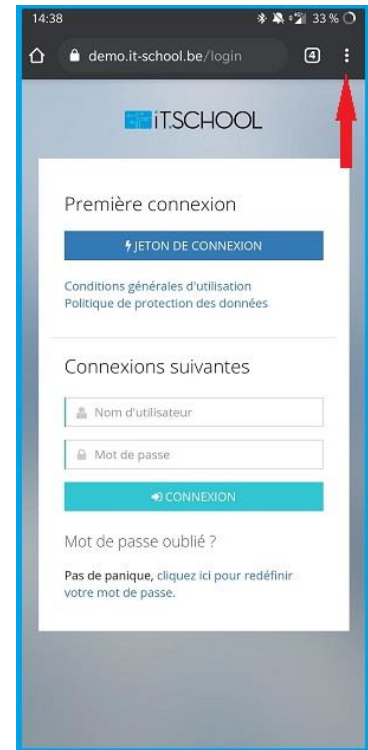 14:38 33 %
demo.it-school.be/login 4
iT.SCHOOL
Première connexion
JETON DE CONNEXION
Conditions générales d'utilisation
Politique de protection des données
Connexions suivantes
Nom d'utilisateur
Mot de passe
CONNEXION
Mot de passe oublié ?
Pas de panique, cliquez ici pour redéfinir
votre mot de passe.